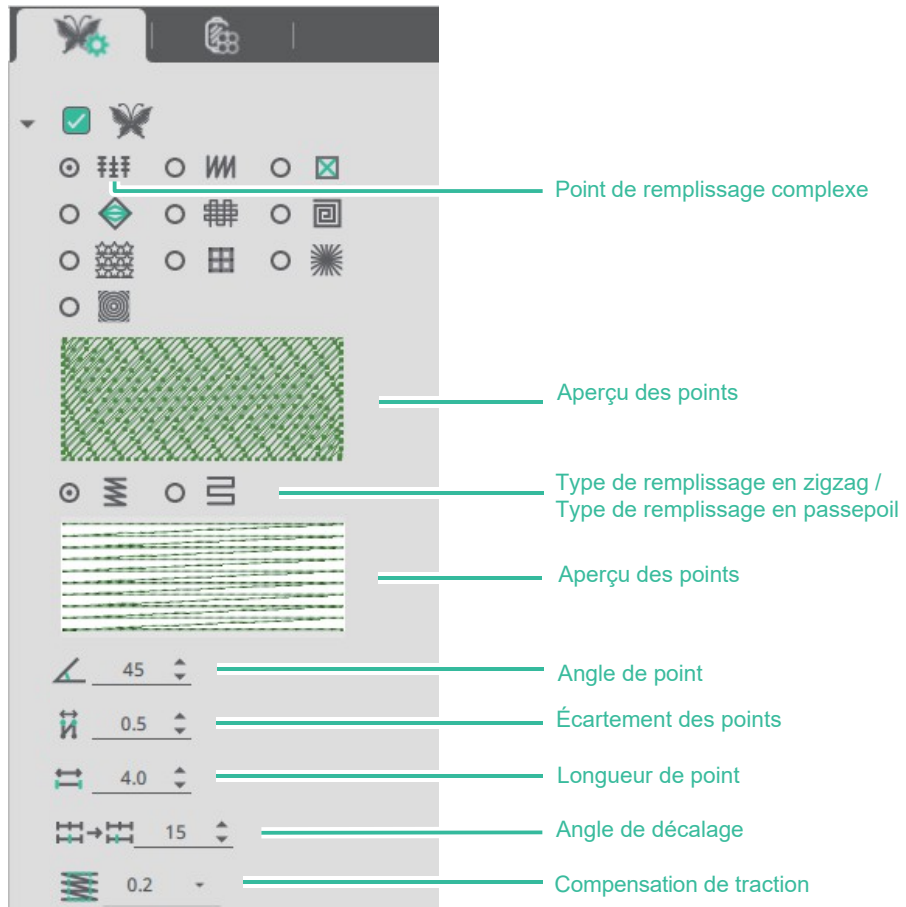 Point de remplissage complexe
Aperçu des points
Type de remplissage en zigzag /
Type de remplissage en passepoil
Aperçu des points
45
Angle de point
0.5
Écartement des points
4.0
Longueur de point
15
Angle de décalage
0.2
Compensation de traction